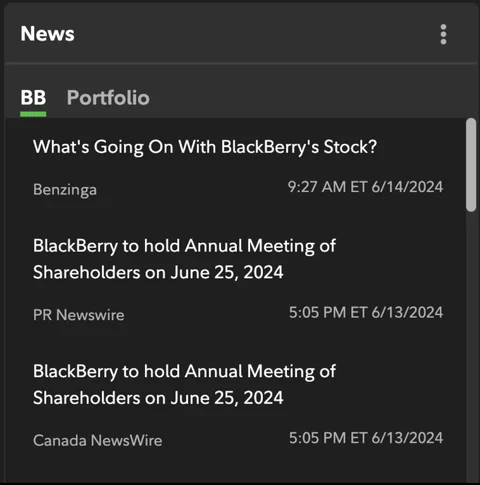 News
BB Portfolio
What's Going On With BlackBerry's Stock?
Benzinga 9:27 AM ET 6/14/2024
BlackBerry to hold Annual Meeting of
Shareholders on June 25, 2024
PR Newswire 5:05 PM ET 6/13/2024
BlackBerry to hold Annual Meeting of
Shareholders on June 25, 2024
Canada NewsWire 5:05 PM ET 6/13/2024